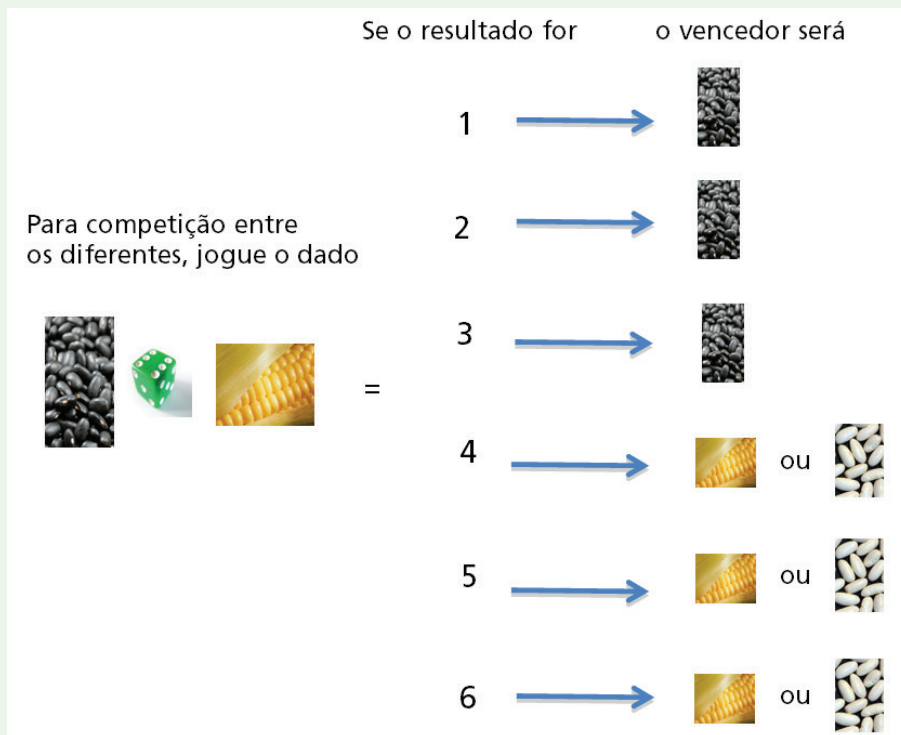 Se o resultado for o vencedor será
1
2
Para competição entre
os diferentes, jogue o dado
3
=
4 ou
5 ou
6 ou